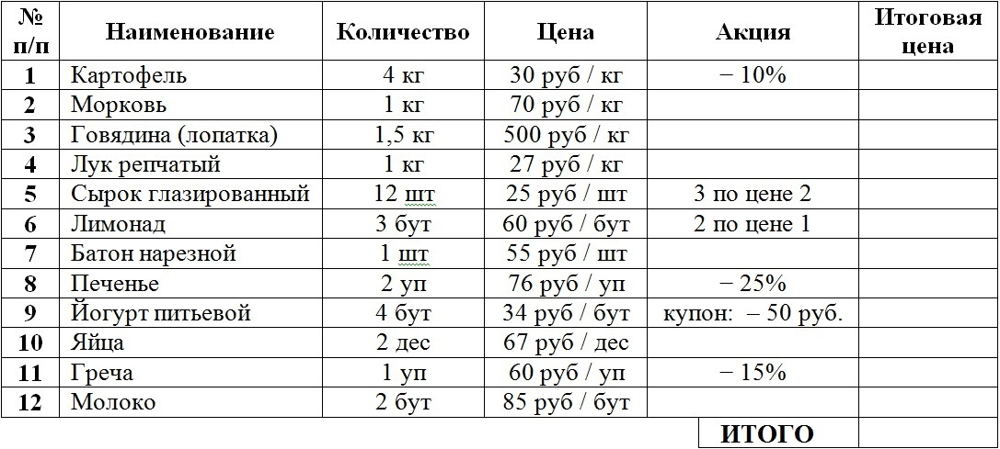 № п/п Наименование Количество Цена Акция Итоговая цена
1 Картофель 4 кг 30 руб / кг − 10%
2 Морковь 1 кг 70 руб / кг
3 Говядина (лопатка) 1,5 кг 500 руб / кг
4 Лук репчатый 1 кг 27 руб / кг
5 Сырок глазированный 12 шт 25 руб / шт 3 по цене 2
6 Лимонад 3 бут 60 руб / бут 2 по цене 1
7 Батон нарезной 1 шт 55 руб / шт
8 Печенье 2 уп 76 руб / уп − 25%
9 Йогурт питьевой 4 бут 34 руб / бут купон: − 50 руб.
10 Яйца 2 дес 67 руб / дес
11 Греча 1 уп 60 руб / уп − 15%
12 Молоко 2 бут 85 руб / бут
ИТОГО